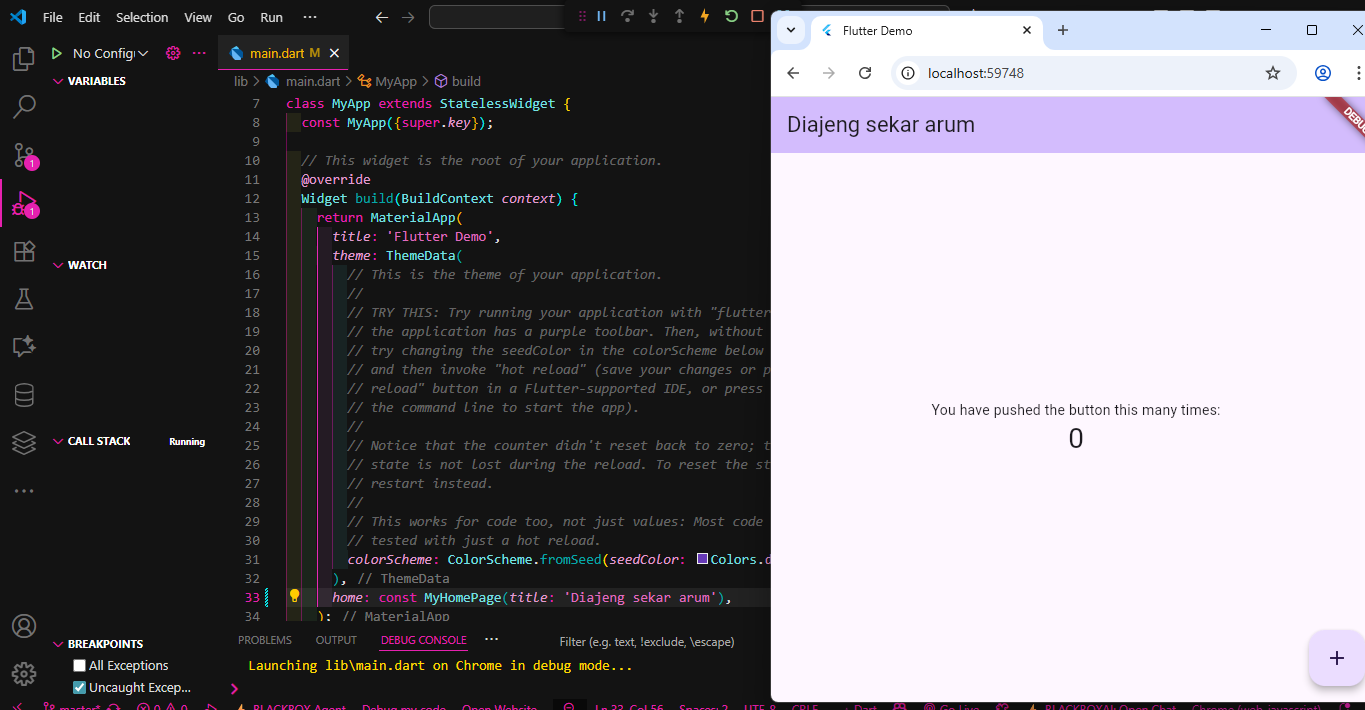 File Edit Selection View Go Run ···
No Config
main.dart M
lib > main.dart > MyApp > build
VARIABLES
WATCH
CALL STACK Running
BREAKPOINTS
All Exceptions
Uncaught Excep...
1
1
7 class MyApp extends StatelessWidget {
8 const MyApp({super.key});
9
10 // This widget is the root of your application.
11 @override
12 Widget build(BuildContext context) {
13 return MaterialApp(
14 title: 'Flutter Demo',
15 theme: ThemeData(
16 // This is the theme of your application.
17 //
18 // TRY THIS: Try running your application with "flutter
19 // the application has a purple toolbar. Then, without
20 // try changing the seedColor in the colorScheme below
21 // and then invoke "hot reload" (save your changes or p
22 // reload" button in a Flutter-supported IDE, or press
23 // the command line to start the app).
24 //
25 // Notice that the counter didn't reset back to zero; t
26 // state is not lost during the reload. To reset the st
27 // restart instead.
28 //
29 // This works for code too, not just values: Most code
30 // tested with just a hot reload.
31 colorScheme: ColorScheme.fromSeed(seedColor: Colors.d
32 ), // ThemeData
33 home: const MyHomePage(title: 'Diajeng sekar arum'),
34 ); // MaterialApp
PROBLEMS OUTPUT DEBUG CONSOLE ··· Filter (e.g. text, !exclude, \escape)
Launching lib\main.dart on Chrome in debug mode...
master* 0 0 BLACKBOX Agent Debug my code Open Website Ln 33, Col 56 Spaces: 2 UTF-8 CRLF Dart Go Live BLACKBOXAI: Open Chat Chrome (web-javascript)
Flutter Demo
localhost:59748
Diajeng sekar arum
DEBU
You have pushed the button this many times:
0
+